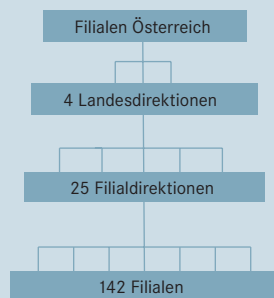 Filialen Österreich
4 Landesdirektionen
25 Filialdirektionen
142 Filialen